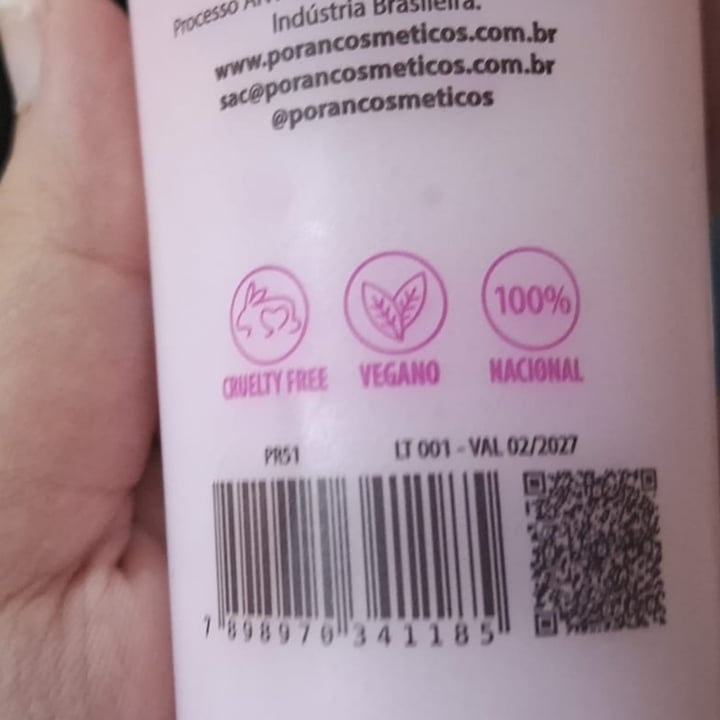 Processo
Indústria Brasileira.
www.porancosmeticos.com.br
sac@porancosmeticos.com.br
@porancosmeticos
100%
CRUELTY FREE VEGANO NACIONAL
PR51 LT 001 - VAL 02/2027
7 898970 341185